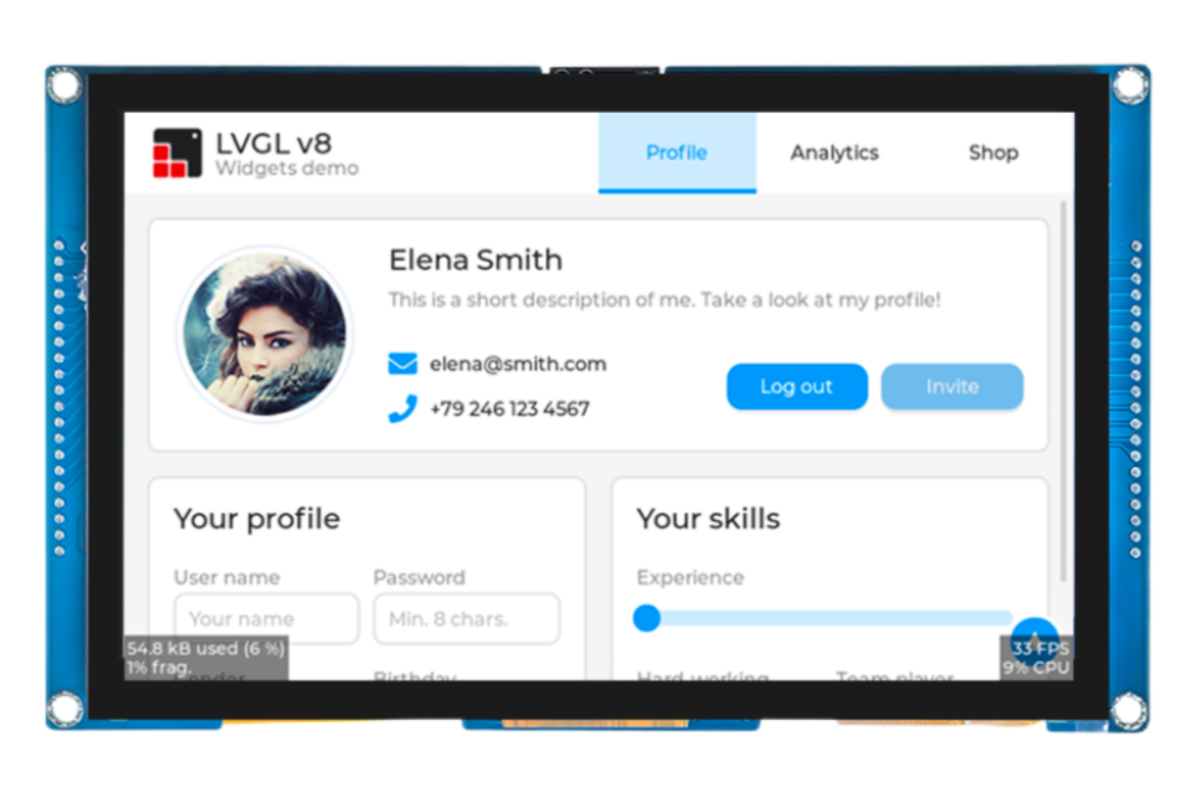 LVGL v8
Widgets demo
Profile
Analytics
Shop
Elena Smith
This is a short description of me. Take a look at my profile!
elena@smith.com
+79 246 123 4567
Log out
Invite
Your profile
User name
Password
Your name
Min. 8 chars.
Your skills
Experience
54.8 kB used (6 %)
1% frag.
Birthday
Hard-working
Team player
33 FPS
9% CPU